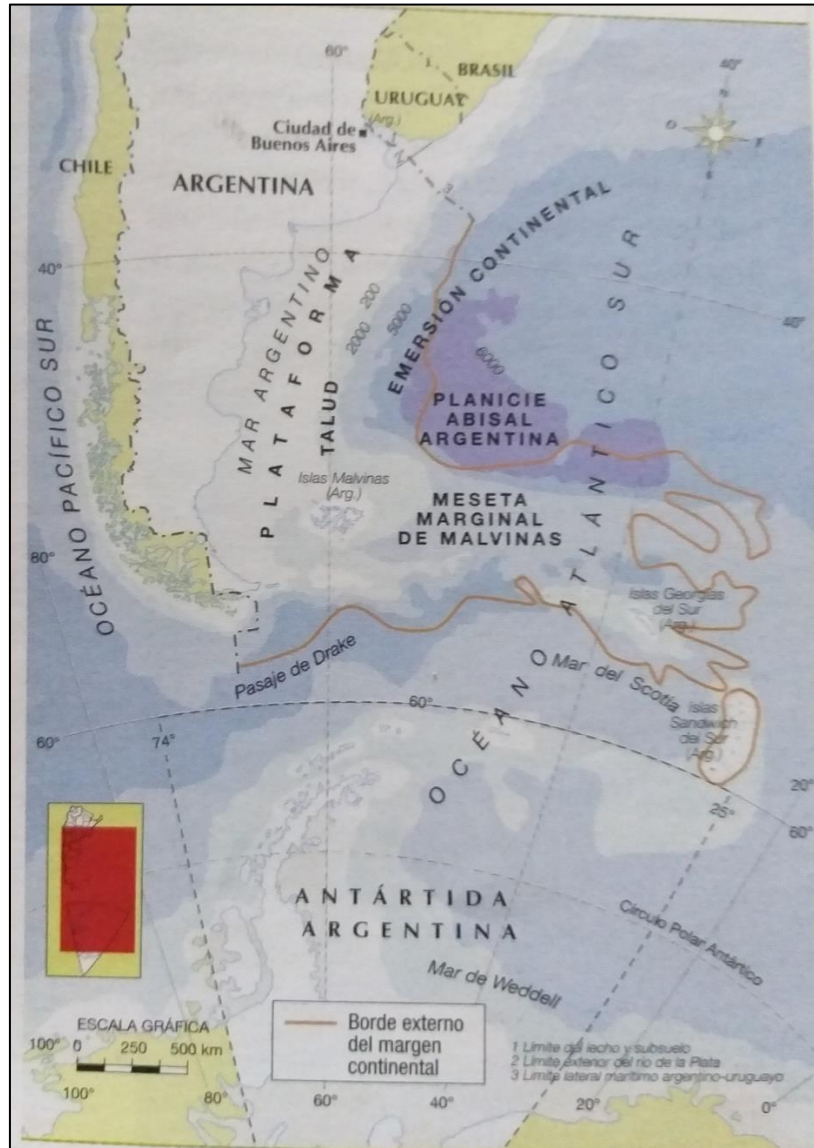 60°
40°
BRASIL
URUGUAY
(Arg.)
Ciudad de
Buenos Aires
CHILE
ARGENTINA
3
40°
40°
OCÉANO PACÍFICO SUR
MAR ARGENTINO
PLATAFORMA
TALUD
200
2000
5000
6000
EMERSIÓN CONTINENTAL
PLANICIE
ABISAL
ARGENTINA
OCÉANO ATLÁNTICO SUR
Islas Malvinas
(Arg.)
MESETA
MARGINAL
DE MALVINAS
80°
Islas Georgias
del Sur
(Arg.)
Pasaje de Drake
Mar del Scotia
Islas
Sandwich
del Sur
(Arg.)
60°
74°
60°
25°
20°
60°
ANTÁRTIDA
ARGENTINA
Círculo Polar Antártico
Mar de Weddell
ESCALA GRÁFICA
100° 0 250 500 km
Borde externo
del margen
continental
1 Límite del lecho y subsuelo
2 Límite exterior del río de la Plata
3 Límite lateral marítimo argentino-uruguayo
100°
80°
60°
40°
20°
0°